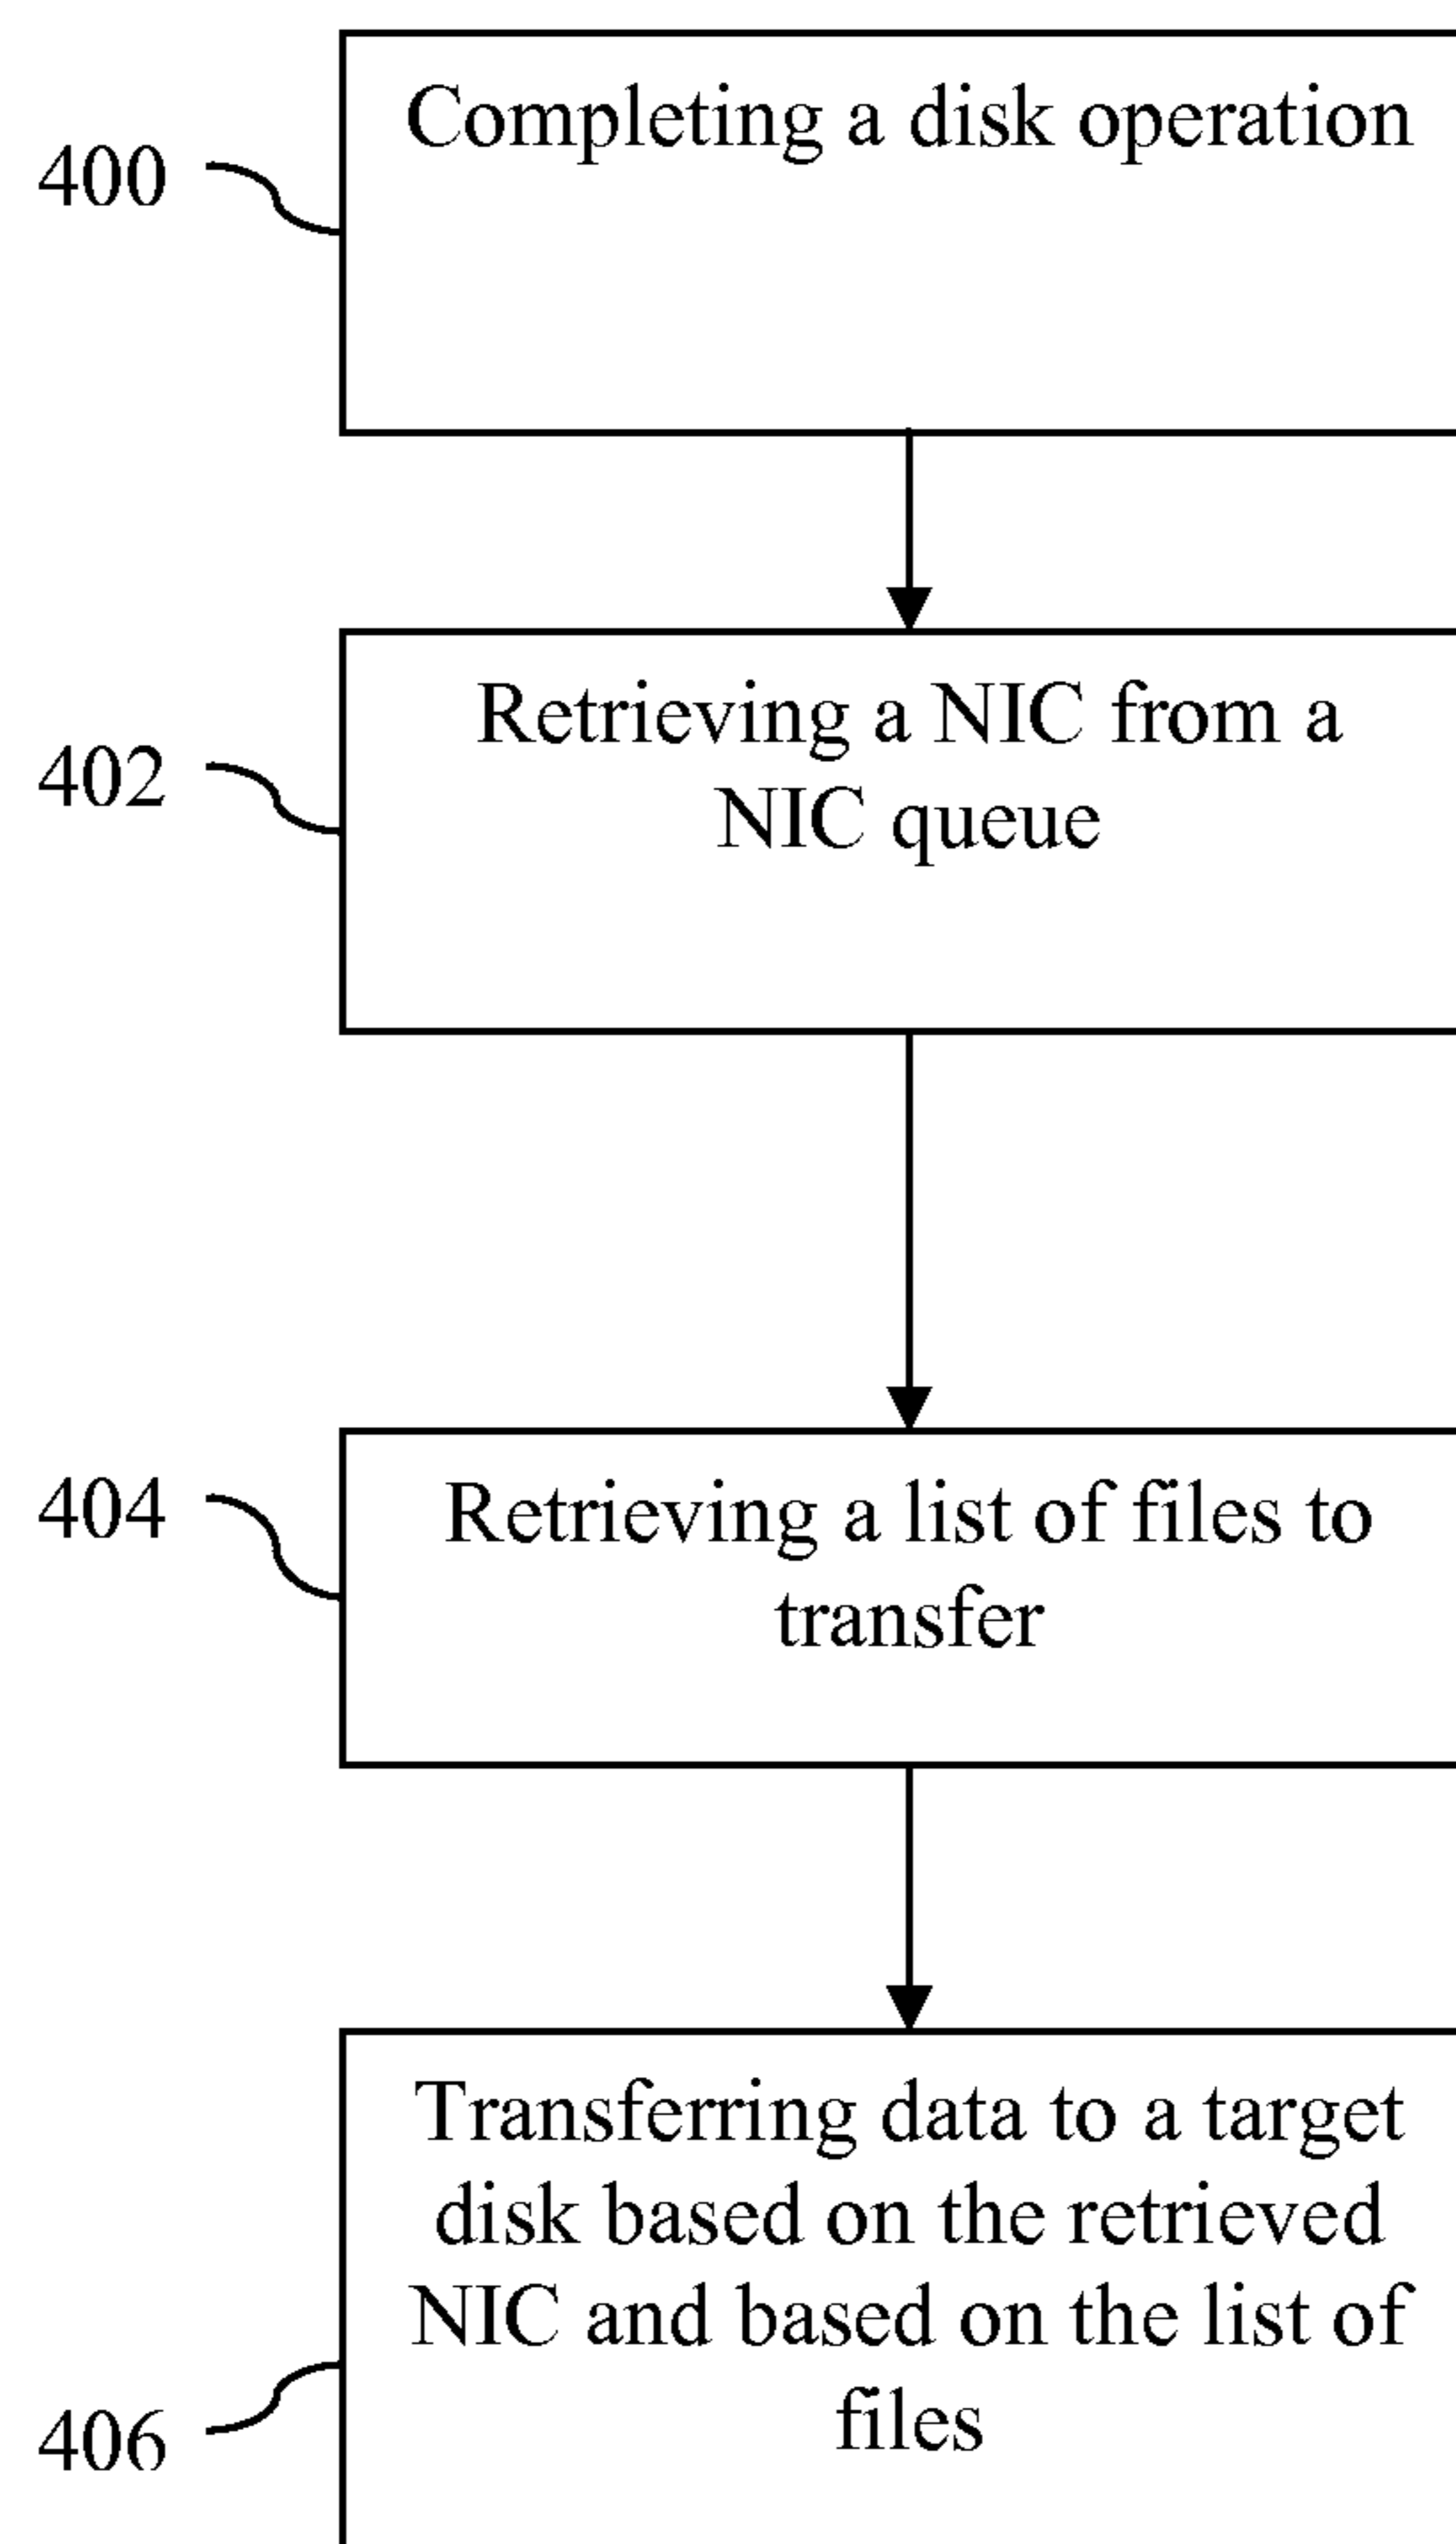 Completing a disk operation
400
Retrieving a NIC from a
NIC queue
402
Retrieving a list of files to
transfer
404
Transferring data to a target
disk based on the retrieved
NIC and based on the list of
files
406